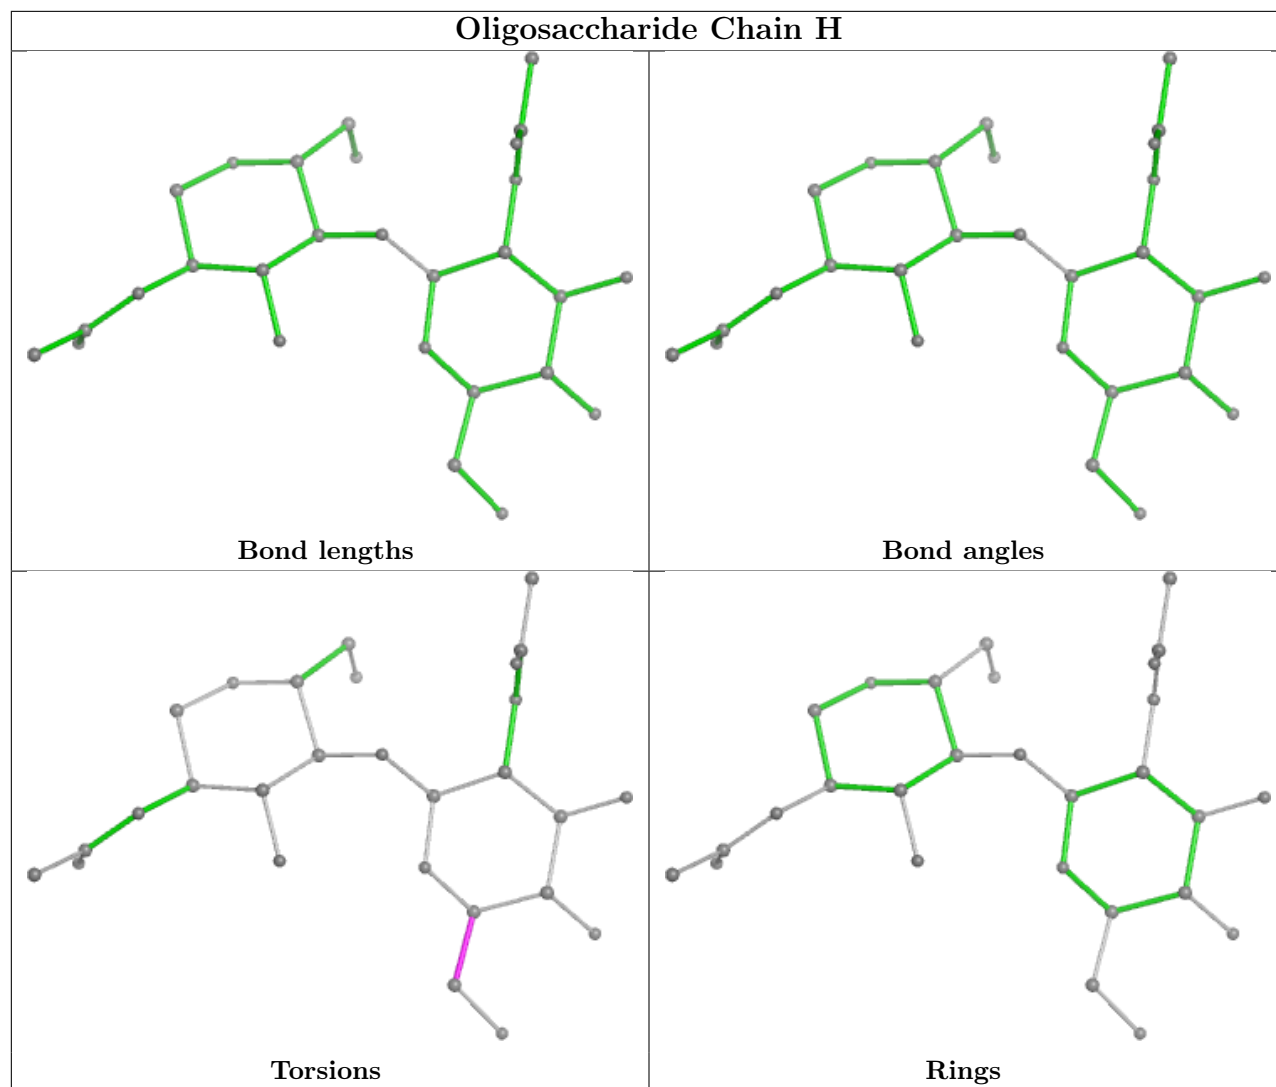 Oligosaccharide Chain H
Bond lengths
Bond angles
Torsions
Rings